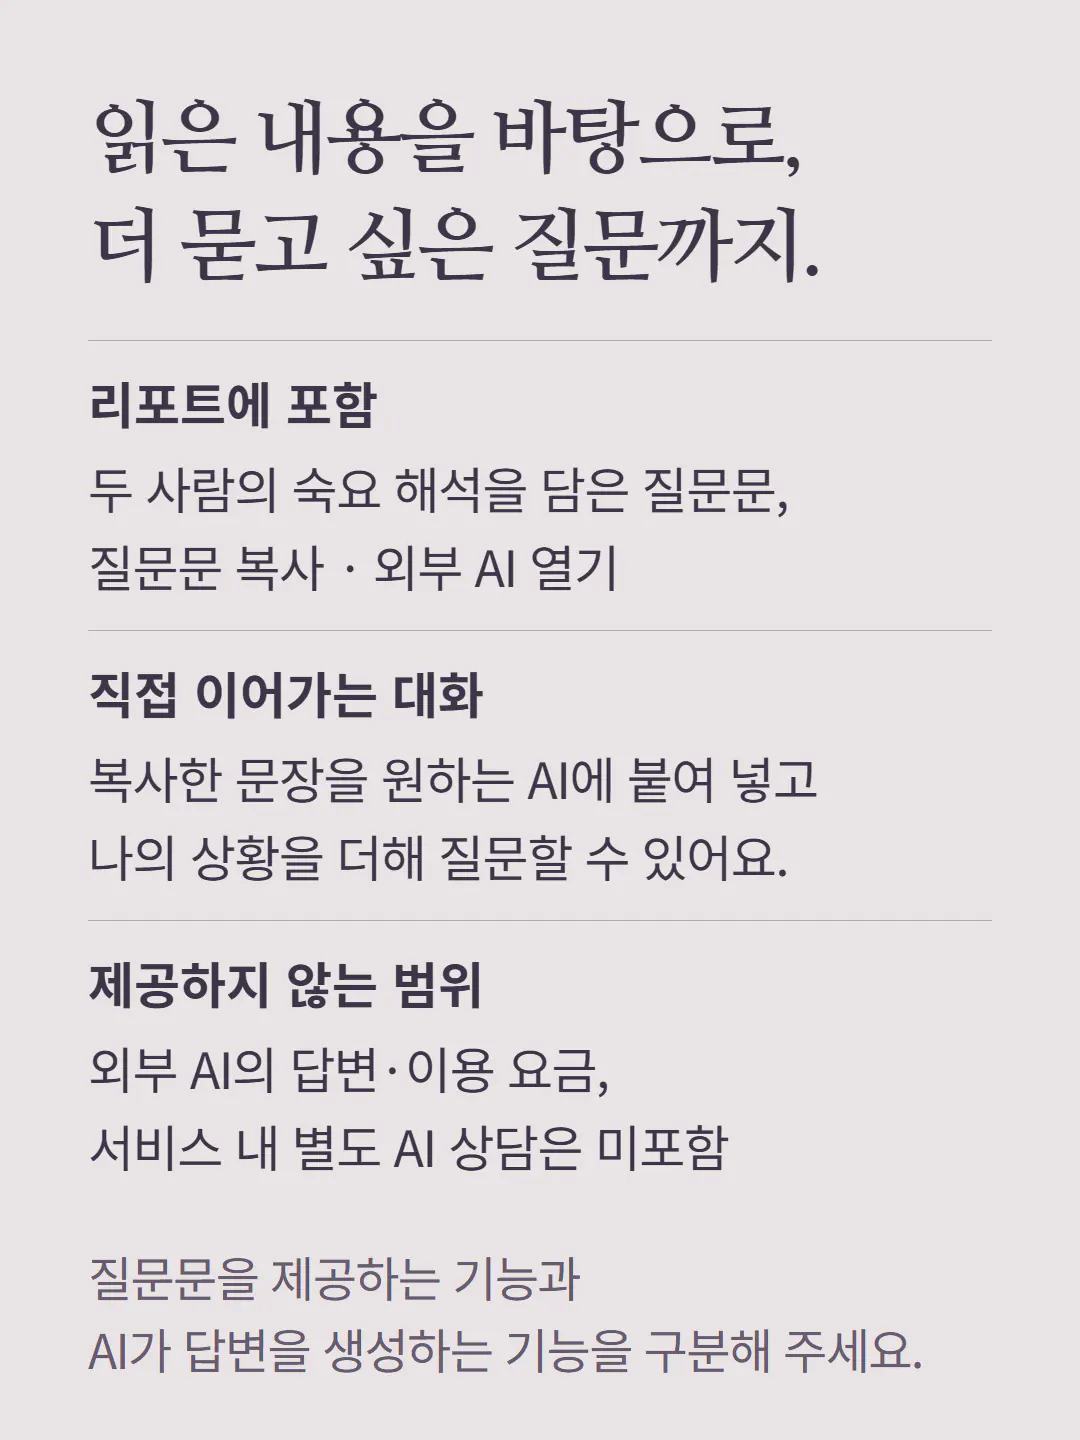 읽은 내용을 바탕으로,
더 묻고 싶은 질문까지.
리포트에 포함
두 사람의 숙요 해석을 담은 질문문,
질문문 복사 · 외부 AI 열기
직접 이어가는 대화
복사한 문장을 원하는 AI에 붙여 넣고
나의 상황을 더해 질문할 수 있어요.
제공하지 않는 범위
외부 AI의 답변·이용 요금,
서비스 내 별도 AI 상담은 미포함
질문문을 제공하는 기능과
AI가 답변을 생성하는 기능을 구분해 주세요.